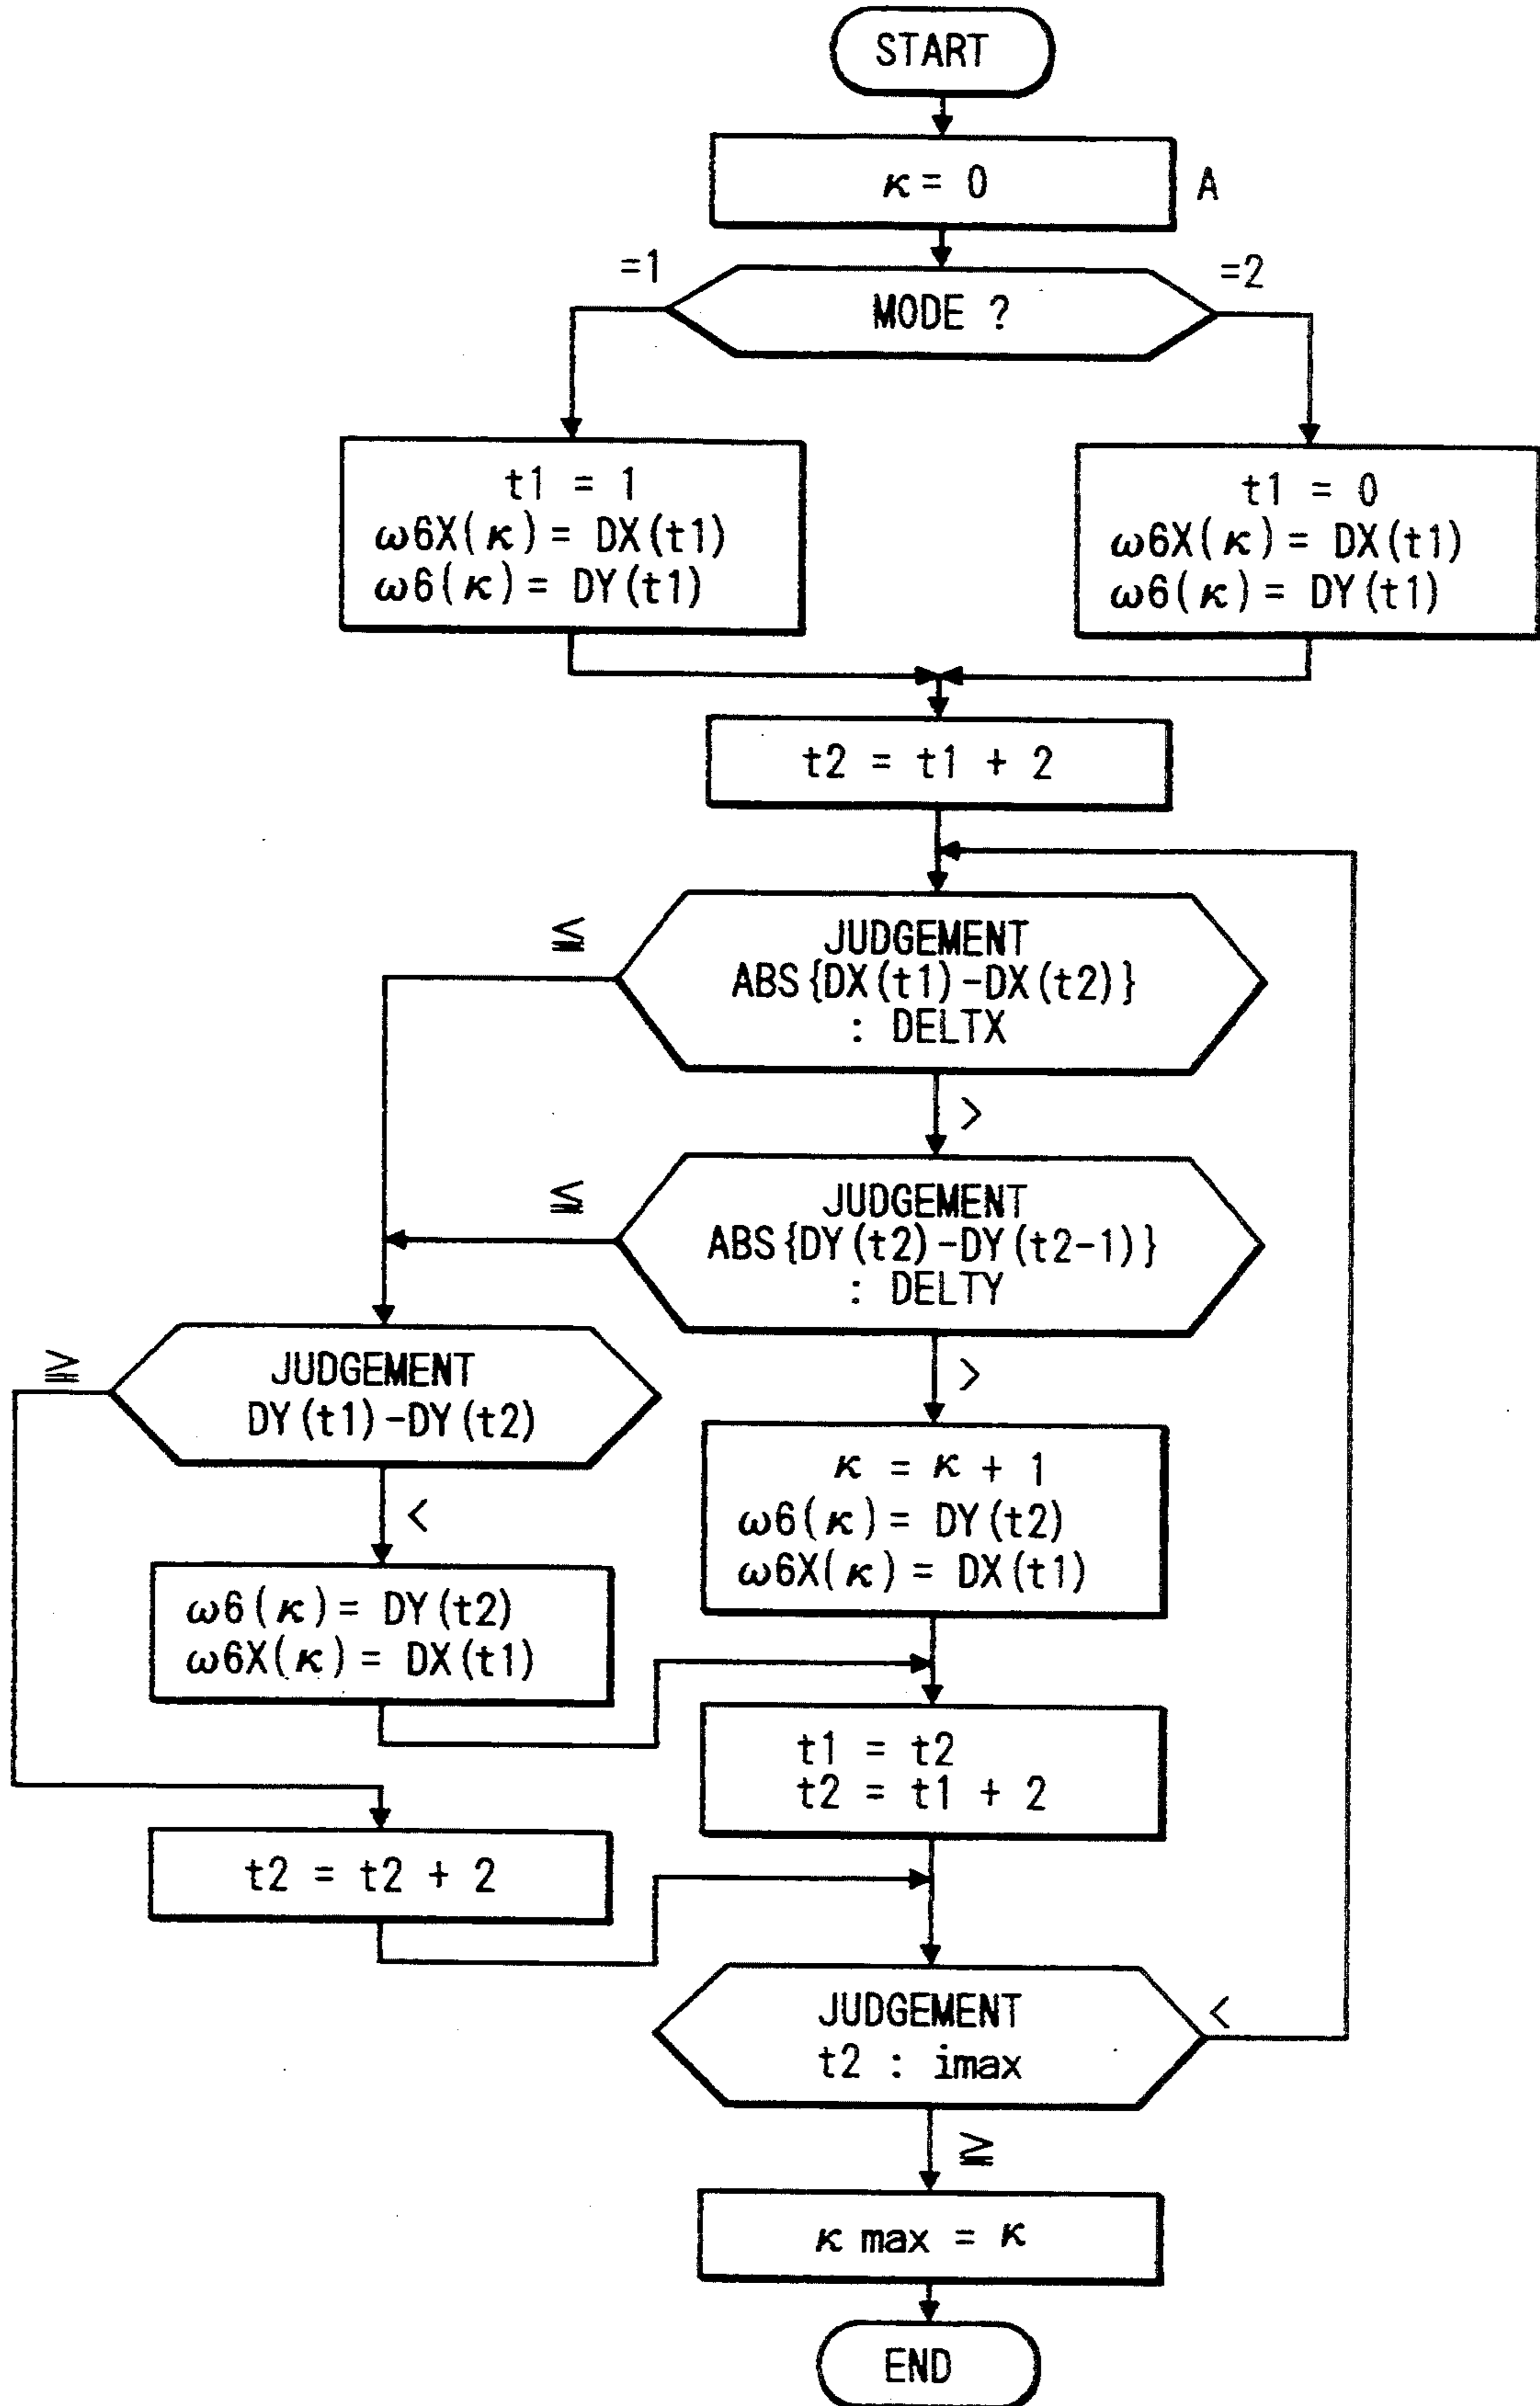 START
κ = 0
A
=1
=2
MODE ?
t1 = 1
ω6X(κ) = DX(t1)
ω6(κ) = DY(t1)
t1 = 0
ω6X(κ) = DX(t1)
ω6(κ) = DY(t1)
t2 = t1 + 2
≦
JUDGEMENT
ABS{DX(t1)-DX(t2)}
: DELTX
>
≦
JUDGEMENT
ABS{DY(t2)-DY(t2-1)}
: DELTY
>
≧
JUDGEMENT
DY(t1)-DY(t2)
<
κ = κ + 1
ω6(κ) = DY(t2)
ω6X(κ) = DX(t1)
ω6(κ) = DY(t2)
ω6X(κ) = DX(t1)
t1 = t2
t2 = t1 + 2
t2 = t2 + 2
JUDGEMENT
t2 : imax
<
≧
κ max = κ
END